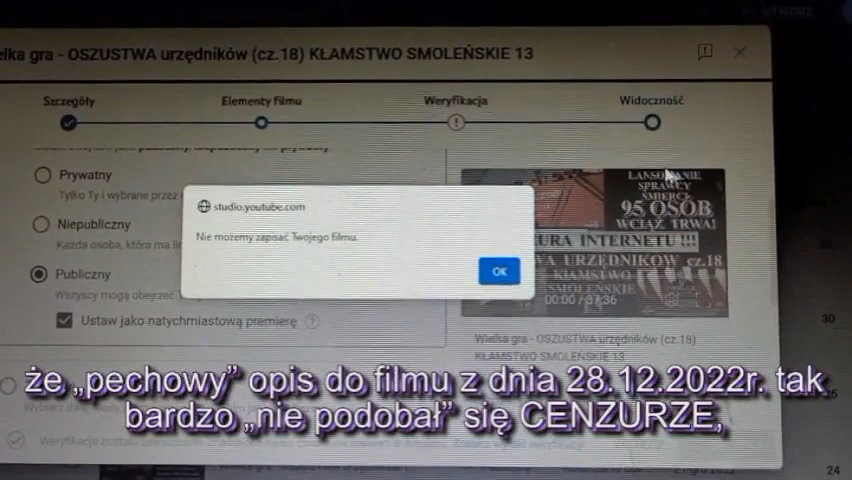 UTWÓRZ
elka gra - OSZUSTWA urzędników (cz.18) KŁAMSTWO SMOLEŃSKIE 13
Szczegóły
Elementy filmu
Weryfikacja
Widoczność
Prywatny
Tylko Ty i wybrane przez
Niepubliczny
Każda osoba, która ma
Publiczny
Wszyscy mogą obejrzeć
Ustaw jako natychmiastową premierę
studio.youtube.com
Nie możemy zapisać Twojego filmu.
OK
LANSOWANIE
SPRAWCY
ŚMIERCI
95 OSÓB
WCIĄŻ TRWA!
URA INTERNETU !!!
WA URZĘDNIKÓW cz.18
KŁAMSTWO
SMOLEŃSKIE
00:00 / 37:36
Wielka gra - OSZUSTWA urzędników (cz.18)
KŁAMSTWO SMOLEŃSKIE 13
30
24
że „pechowy” opis do filmu z dnia 28.12.2022r. tak
bardzo „nie podobał” się CENZURZE,